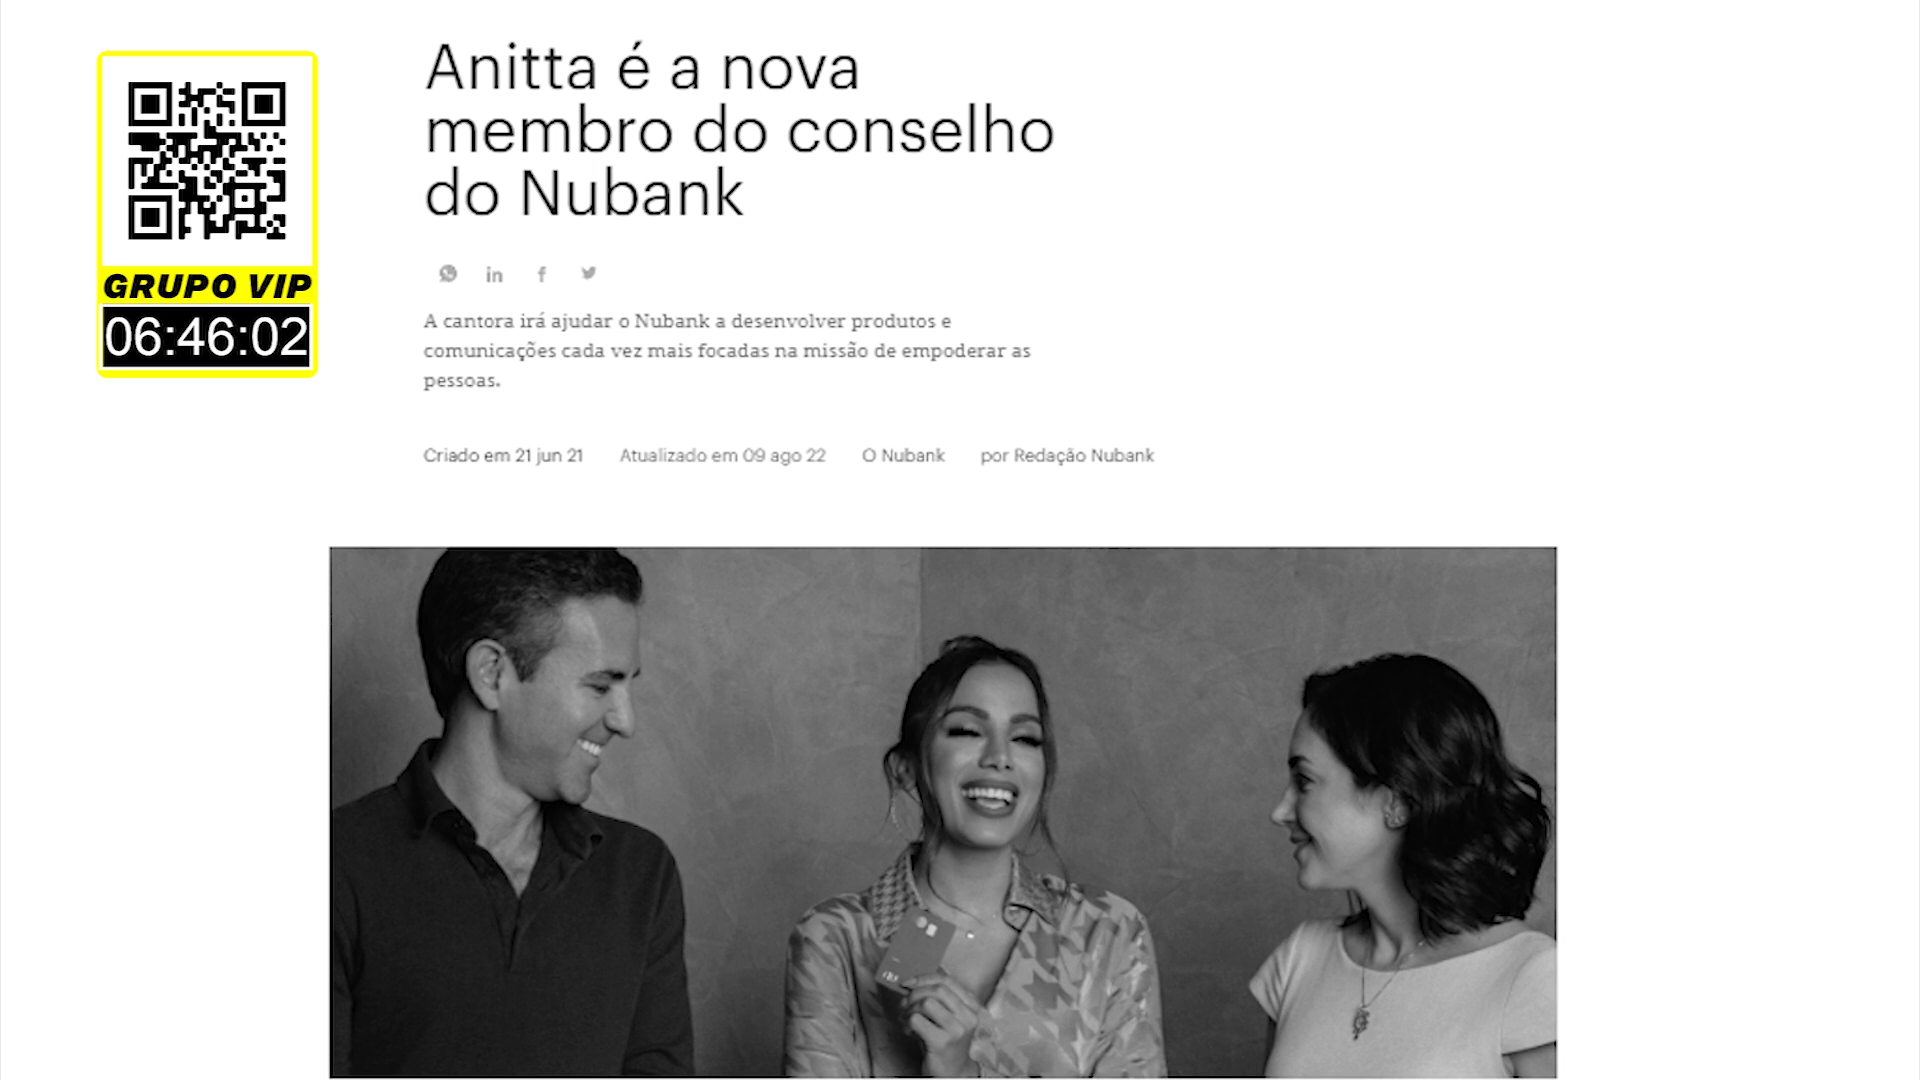 Anitta é a nova
membro do conselho
do Nubank
GRUPO VIP
06:46:02
A cantora irá ajudar o Nubank a desenvolver produtos e
comunicações cada vez mais focadas na missão de empoderar as
pessoas.
Criado em 21 jun 21 Atualizado em 09 ago 22 O Nubank por Redação Nubank
nu